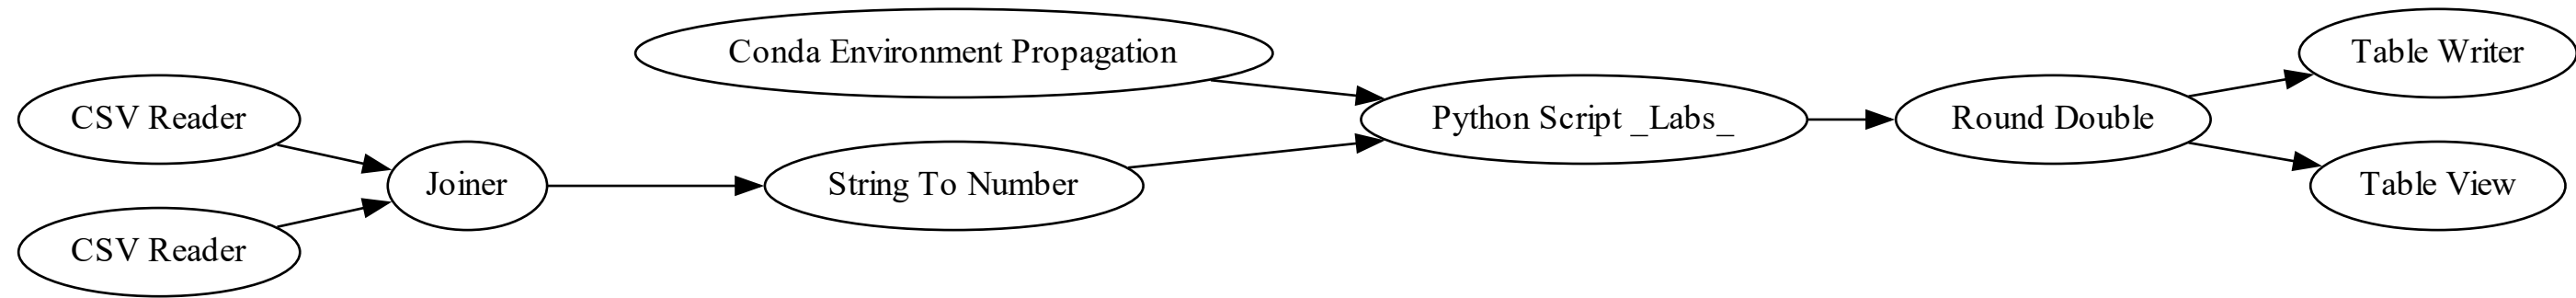 CSV Reader
CSV Reader
Joiner
Conda Environment Propagation
String To Number
Python Script _Labs_
Round Double
Table Writer
Table View